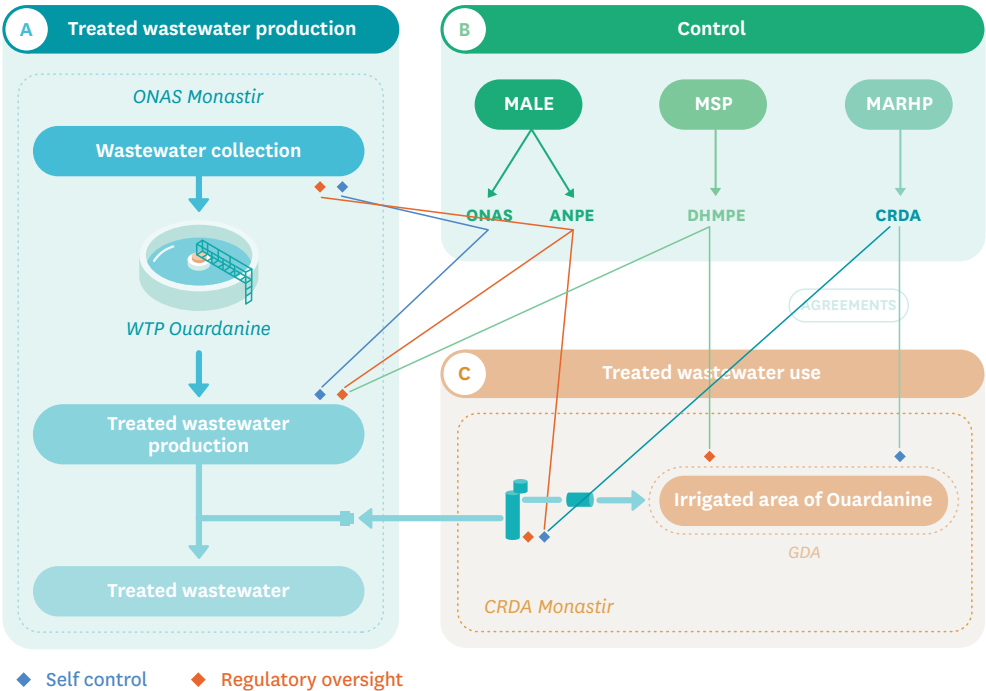 A
Treated wastewater production
ONAS Monastir
Wastewater collection
WTP Ouardanine
Treated wastewater
production
Treated wastewater
B
Control
MALE
MSP
MARHP
ONAS
ANPE
DHMPE
CRDA
AGREEMENTS
C
Treated wastewater use
Irrigated area of Ouardanine
GDA
CRDA Monastir
Self control
Regulatory oversight